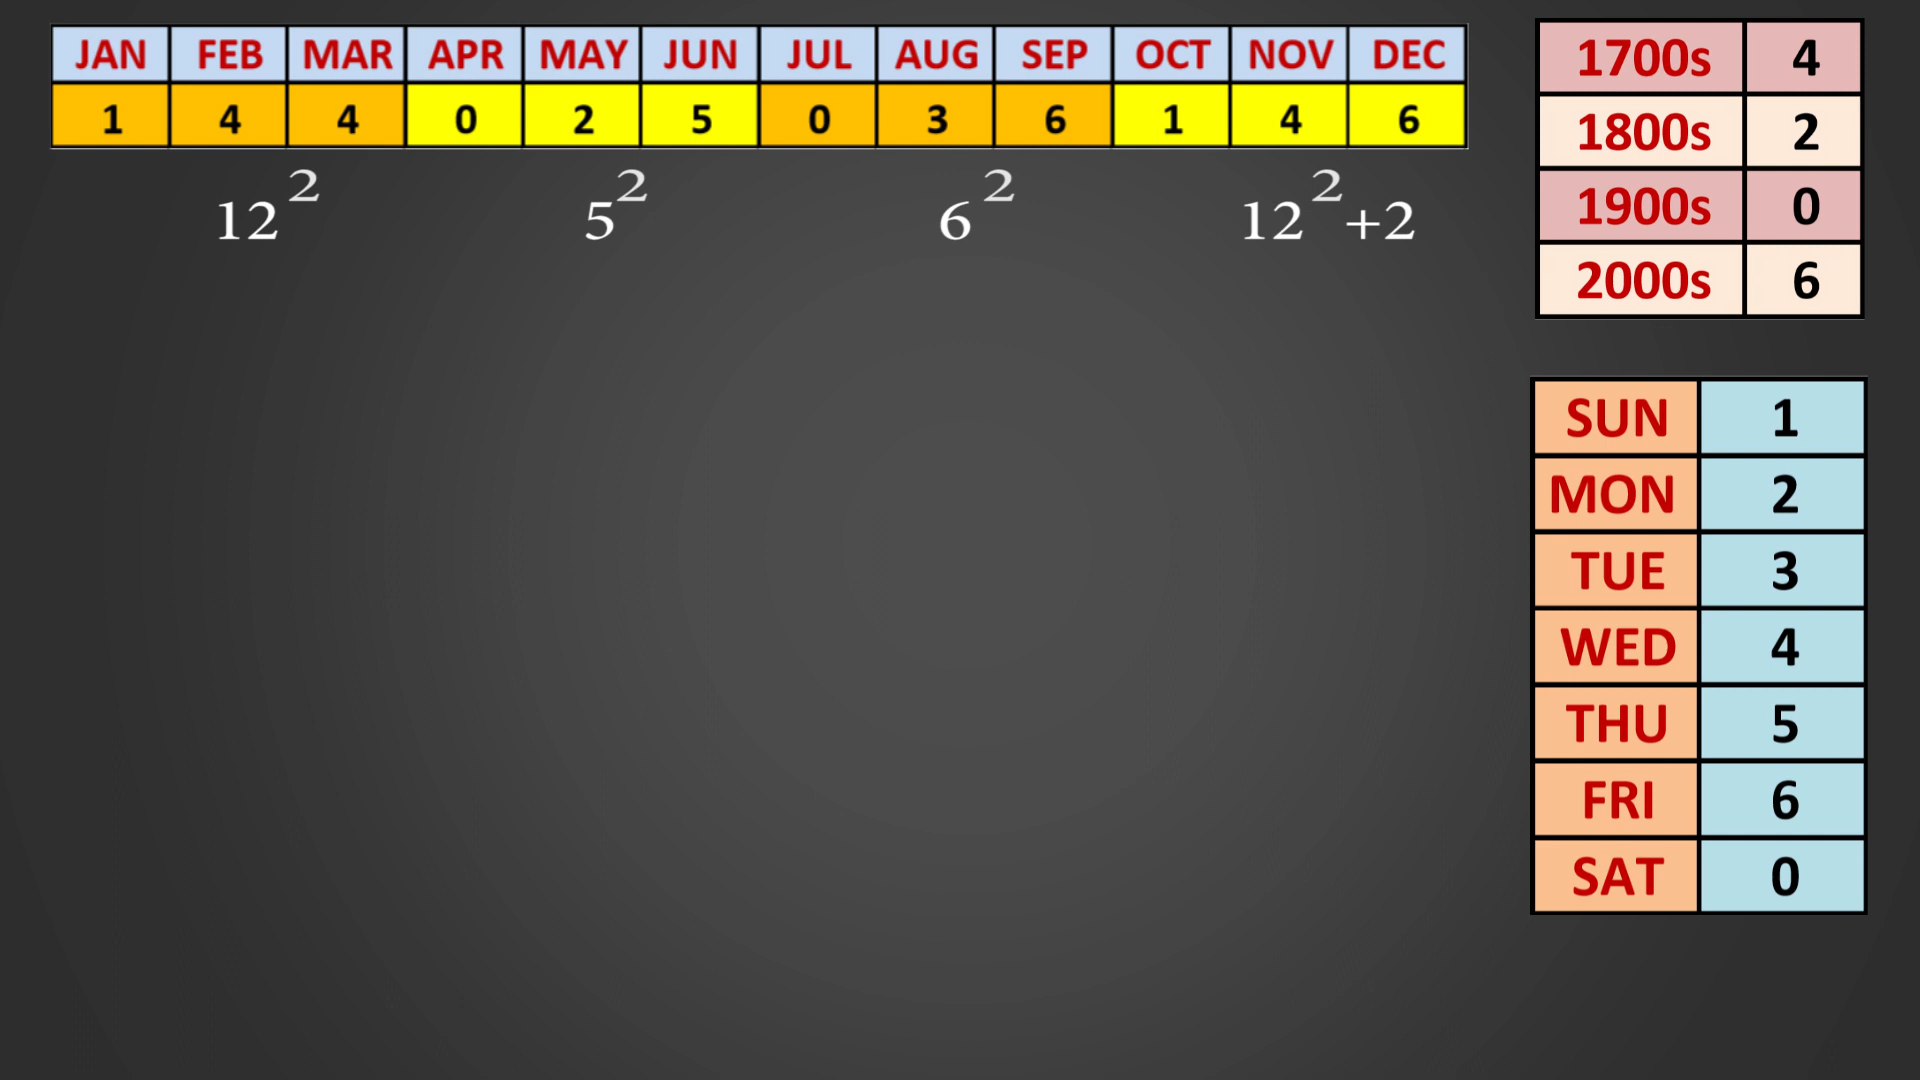 JAN FEB MAR APR MAY JUN JUL AUG SEP OCT NOV DEC
1 4 4 0 2 5 0 3 6 1 4 6
12² 5² 6² 12²+2
1700s 4
1800s 2
1900s 0
2000s 6
SUN 1
MON 2
TUE 3
WED 4
THU 5
FRI 6
SAT 0